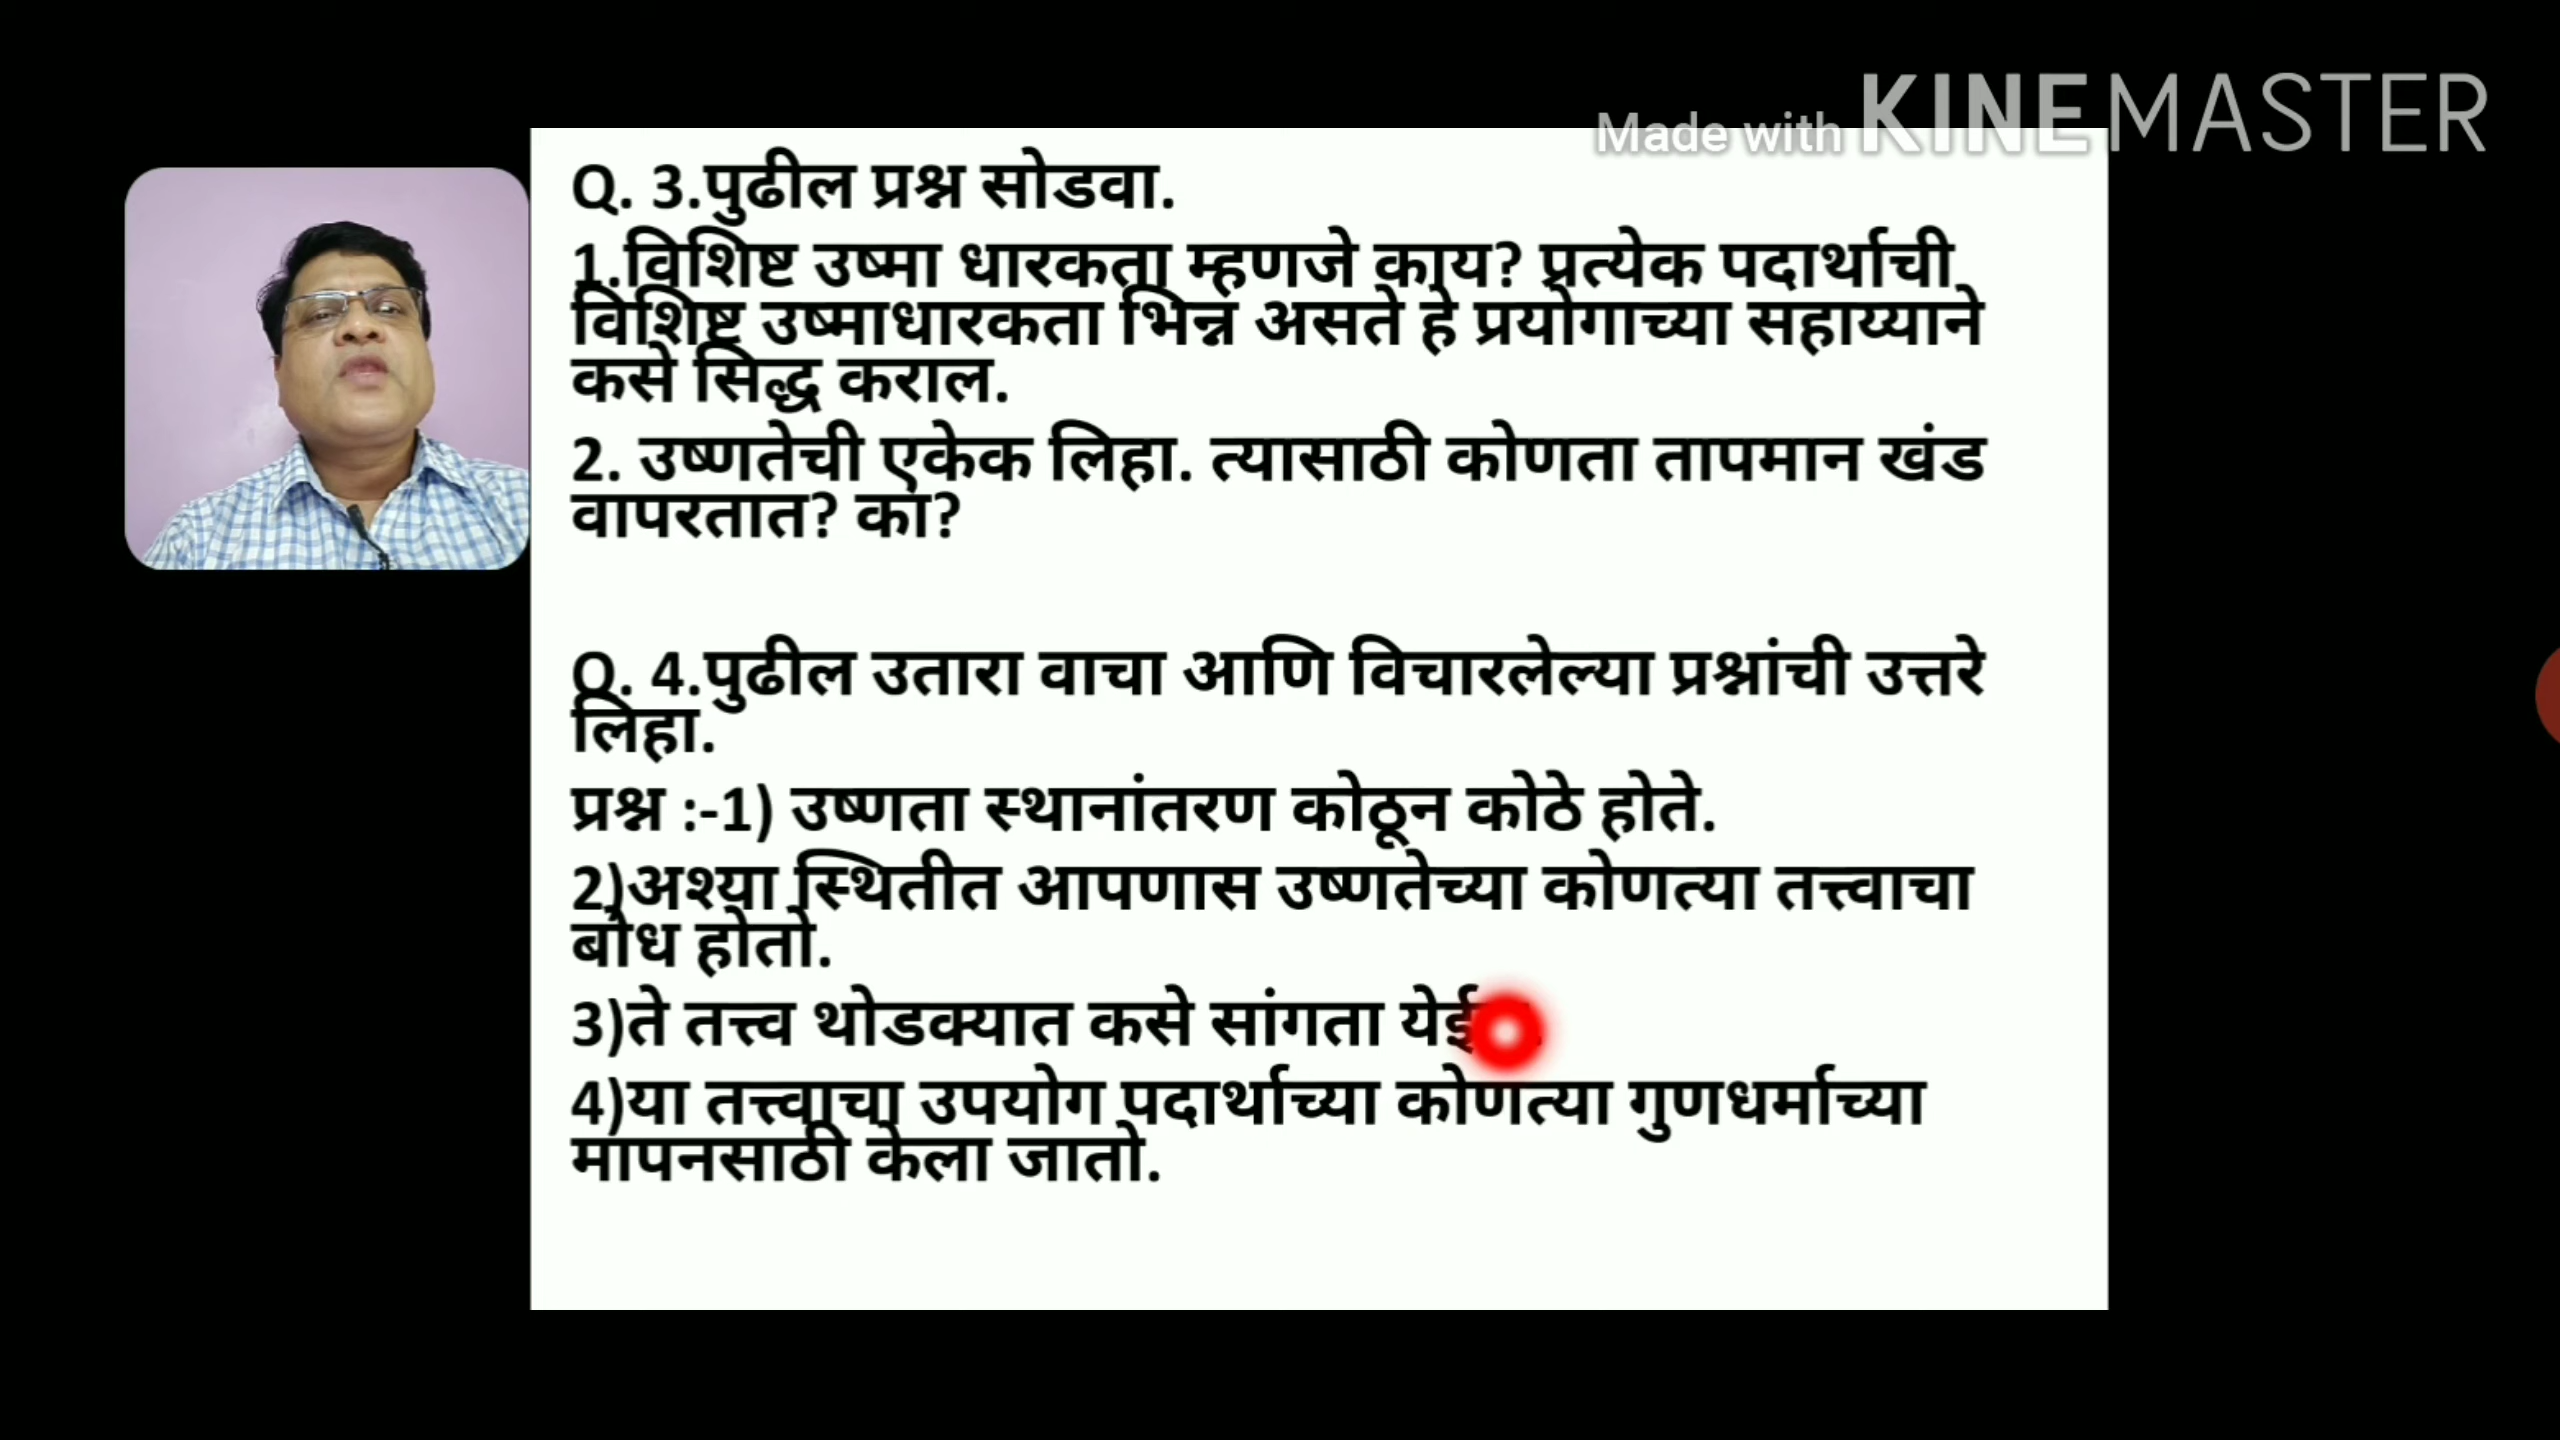 Made with KINEMASTER
Q. 3.पुढील प्रश्न सोडवा.
1.विशिष्ट उष्मा धारकता म्हणजे काय? प्रत्येक पदार्थाची
विशिष्ट उष्माधारकता भिन्न असते हे प्रयोगाच्या सहाय्याने
कसे सिद्ध कराल.
2. उष्णतेची एकेक लिहा. त्यासाठी कोणता तापमान खंड
वापरतात? का?
Q. 4.पुढील उतारा वाचा आणि विचारलेल्या प्रश्नांची उत्तरे
लिहा.
प्रश्न :-1) उष्णता स्थानांतरण कोठून कोठे होते.
2)अश्या स्थितीत आपणास उष्णतेच्या कोणत्या तत्त्वाचा
बोध होतो.
3)ते तत्त्व थोडक्यात कसे सांगता
4)या तत्त्वाचा उपयोग पदार्थाच्या कोणत्या गुणधर्माच्या
मापनसाठी केला जातो.